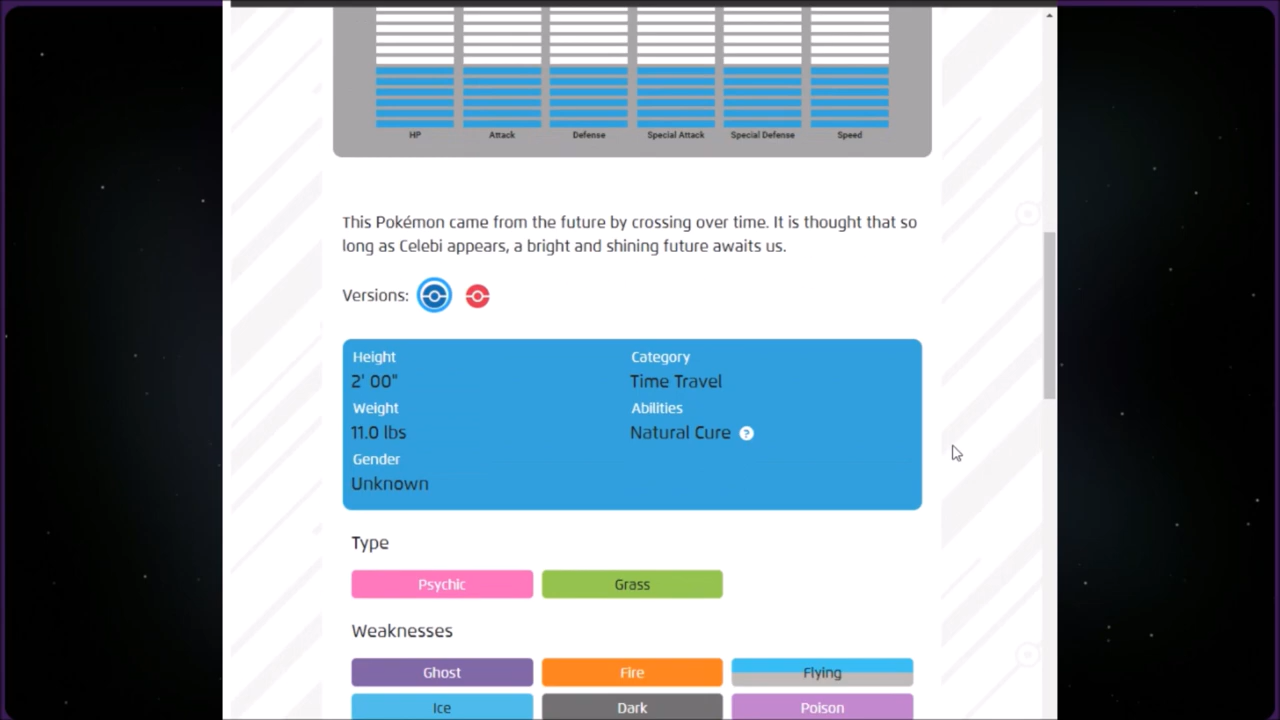 HP Attack Defense Special Attack Special Defense Speed
This Pokémon came from the future by crossing over time. It is thought that so
long as Celebi appears, a bright and shining future awaits us.
Versions:
Height
Category
2' 00"
Time Travel
Weight
Abilities
11.0 lbs
Natural Cure ?
Gender
Unknown
Type
Psychic Grass
Weaknesses
Ghost Fire Flying
Ice Dark Poison